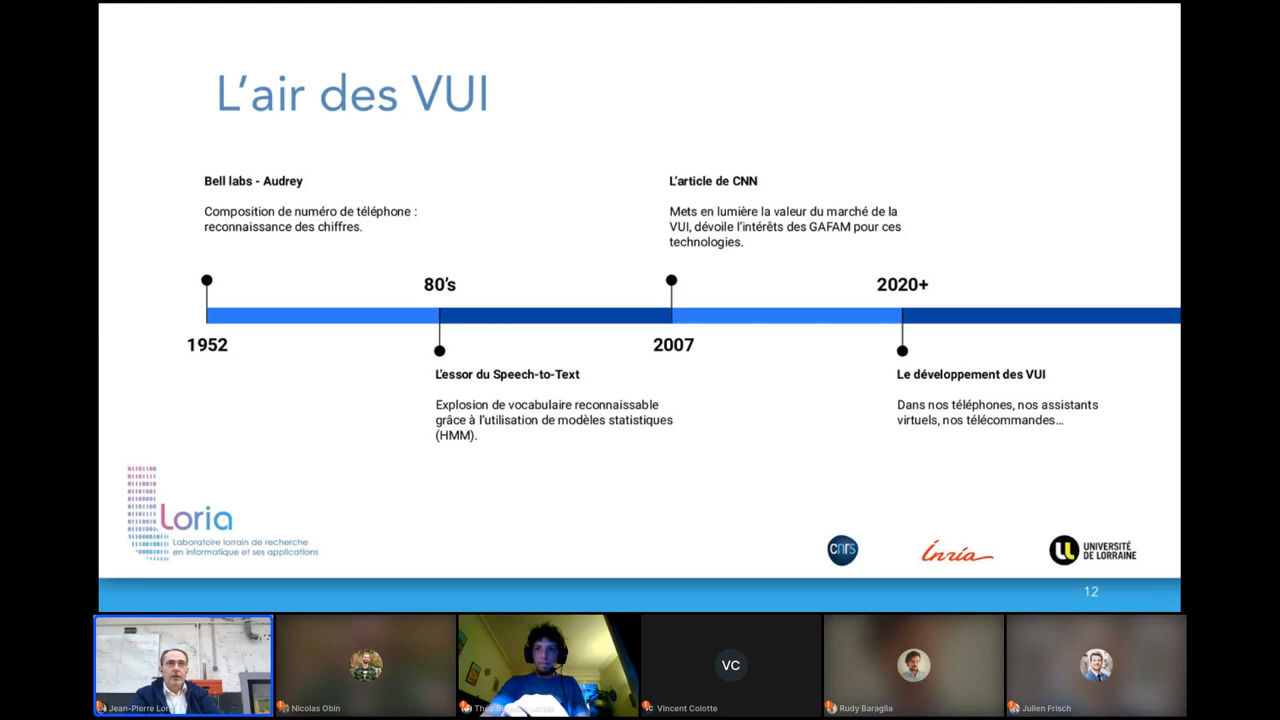 L'air des VUI
Bell labs - Audrey
Composition de numéro de téléphone :
reconnaissance des chiffres.
L'article de CNN
Mets en lumière la valeur du marché de la
VUI, dévoile l'intérêts des GAFAM pour ces
technologies.
80's
2020+
1952
2007
L'essor du Speech-to-Text
Explosion de vocabulaire reconnaissable
grâce à l'utilisation de modèles statistiques
(HMM).
Le développement des VUI
Dans nos téléphones, nos assistants
virtuels, nos télécommandes...
Loria
Laboratoire lorrain de recherche
en informatique et ses applications
cnrs
Inria
UNIVERSITÉ
DE LORRAINE
12
VC
Jean-Pierre
Nicolas Obin
Vincent Colotte
Rudy Baraglia
Julien Frisch